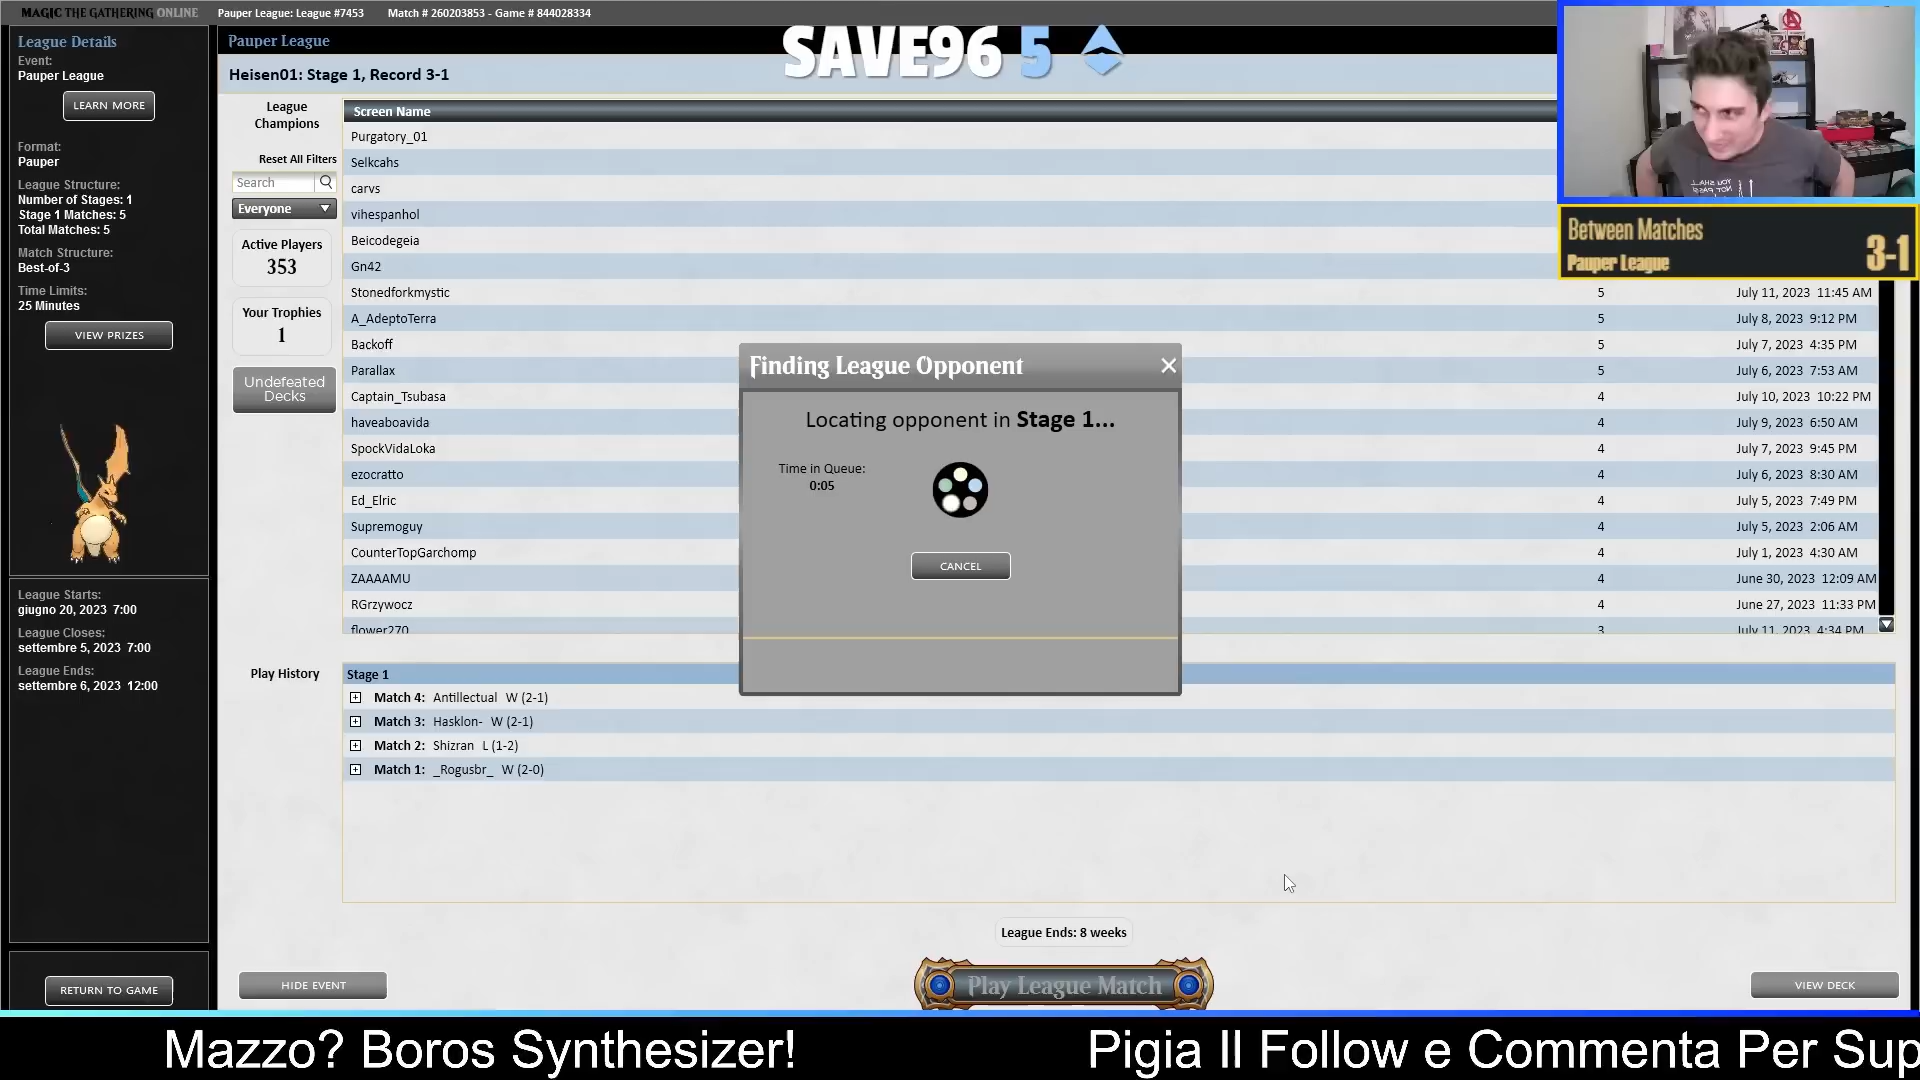 MAGIC THE GATHERING ONLINE
Pauper League: League #7453 Match # 260203853 - Game # 844028334
League Details
Event:
Pauper League
LEARN MORE
Format:
Pauper
League Structure:
Number of Stages: 1
Stage 1 Matches: 5
Total Matches: 5
Match Structure:
Best-of-3
Time Limits:
25 Minutes
VIEW PRIZES
League Starts:
giugno 20, 2023 7:00
League Closes:
settembre 5, 2023 7:00
League Ends:
settembre 6, 2023 12:00
RETURN TO GAME
Pauper League
SAVE96 5
Heisen01: Stage 1, Record 3-1
League
Champions
Reset All Filters
Search
Everyone
Active Players
353
Your Trophies
1
Undefeated
Decks
Screen Name
Purgatory_01
Selkcahs
carvs
vihespanhol
Beicodegeia
Gn42
Stonedforkmystic 5 July 11, 2023 11:45 AM
A_AdeptoTerra 5 July 8, 2023 9:12 PM
Backoff 5 July 7, 2023 4:35 PM
Parallax 5 July 6, 2023 7:53 AM
Captain_Tsubasa 4 July 10, 2023 10:22 PM
haveaboavida 4 July 9, 2023 6:50 AM
SpockVidaLoka 4 July 7, 2023 9:45 PM
ezocratto 4 July 6, 2023 8:30 AM
Ed_Elric 4 July 5, 2023 7:49 PM
Supremoguy 4 July 5, 2023 2:06 AM
CounterTopGarchomp 4 July 1, 2023 4:30 AM
ZAAAAMU 4 June 30, 2023 12:09 AM
RGrzywocz 4 June 27, 2023 11:33 PM
flower270 3 July 11, 2023 4:34 PM
Between Matches
Pauper League
3-1
Finding League Opponent
Locating opponent in Stage 1...
Time in Queue:
0:05
CANCEL
Play History
Stage 1
Match 4: Antillectual W (2-1)
Match 3: Hasklon- W (2-1)
Match 2: Shizran L (1-2)
Match 1: _Rogusbr_ W (2-0)
League Ends: 8 weeks
HIDE EVENT
Play League Match
VIEW DECK
Mazzo? Boros Synthesizer! Pigia Il Follow e Commenta Per Sup